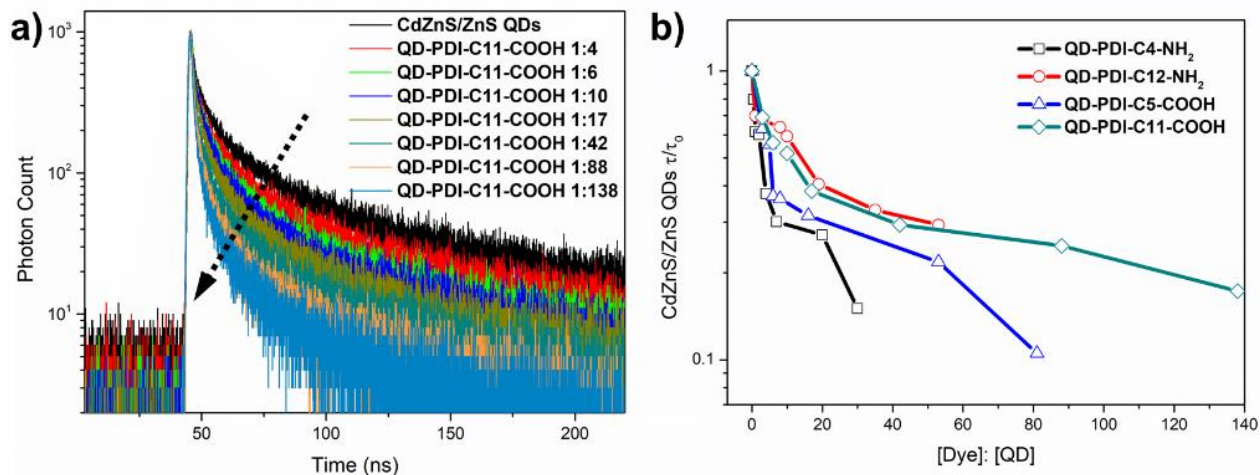 a)
10³
10²
10¹
Photon Count
50
100
150
200
Time (ns)
CdZnS/ZnS QDs
QD-PDI-C11-COOH 1:4
QD-PDI-C11-COOH 1:6
QD-PDI-C11-COOH 1:10
QD-PDI-C11-COOH 1:17
QD-PDI-C11-COOH 1:42
QD-PDI-C11-COOH 1:88
QD-PDI-C11-COOH 1:138
b)
1
0.1
CdZnS/ZnS QDs τ/τ₀
0
20
40
60
80
100
120
140
[Dye]: [QD]
QD-PDI-C4-NH₂
QD-PDI-C12-NH₂
QD-PDI-C5-COOH
QD-PDI-C11-COOH